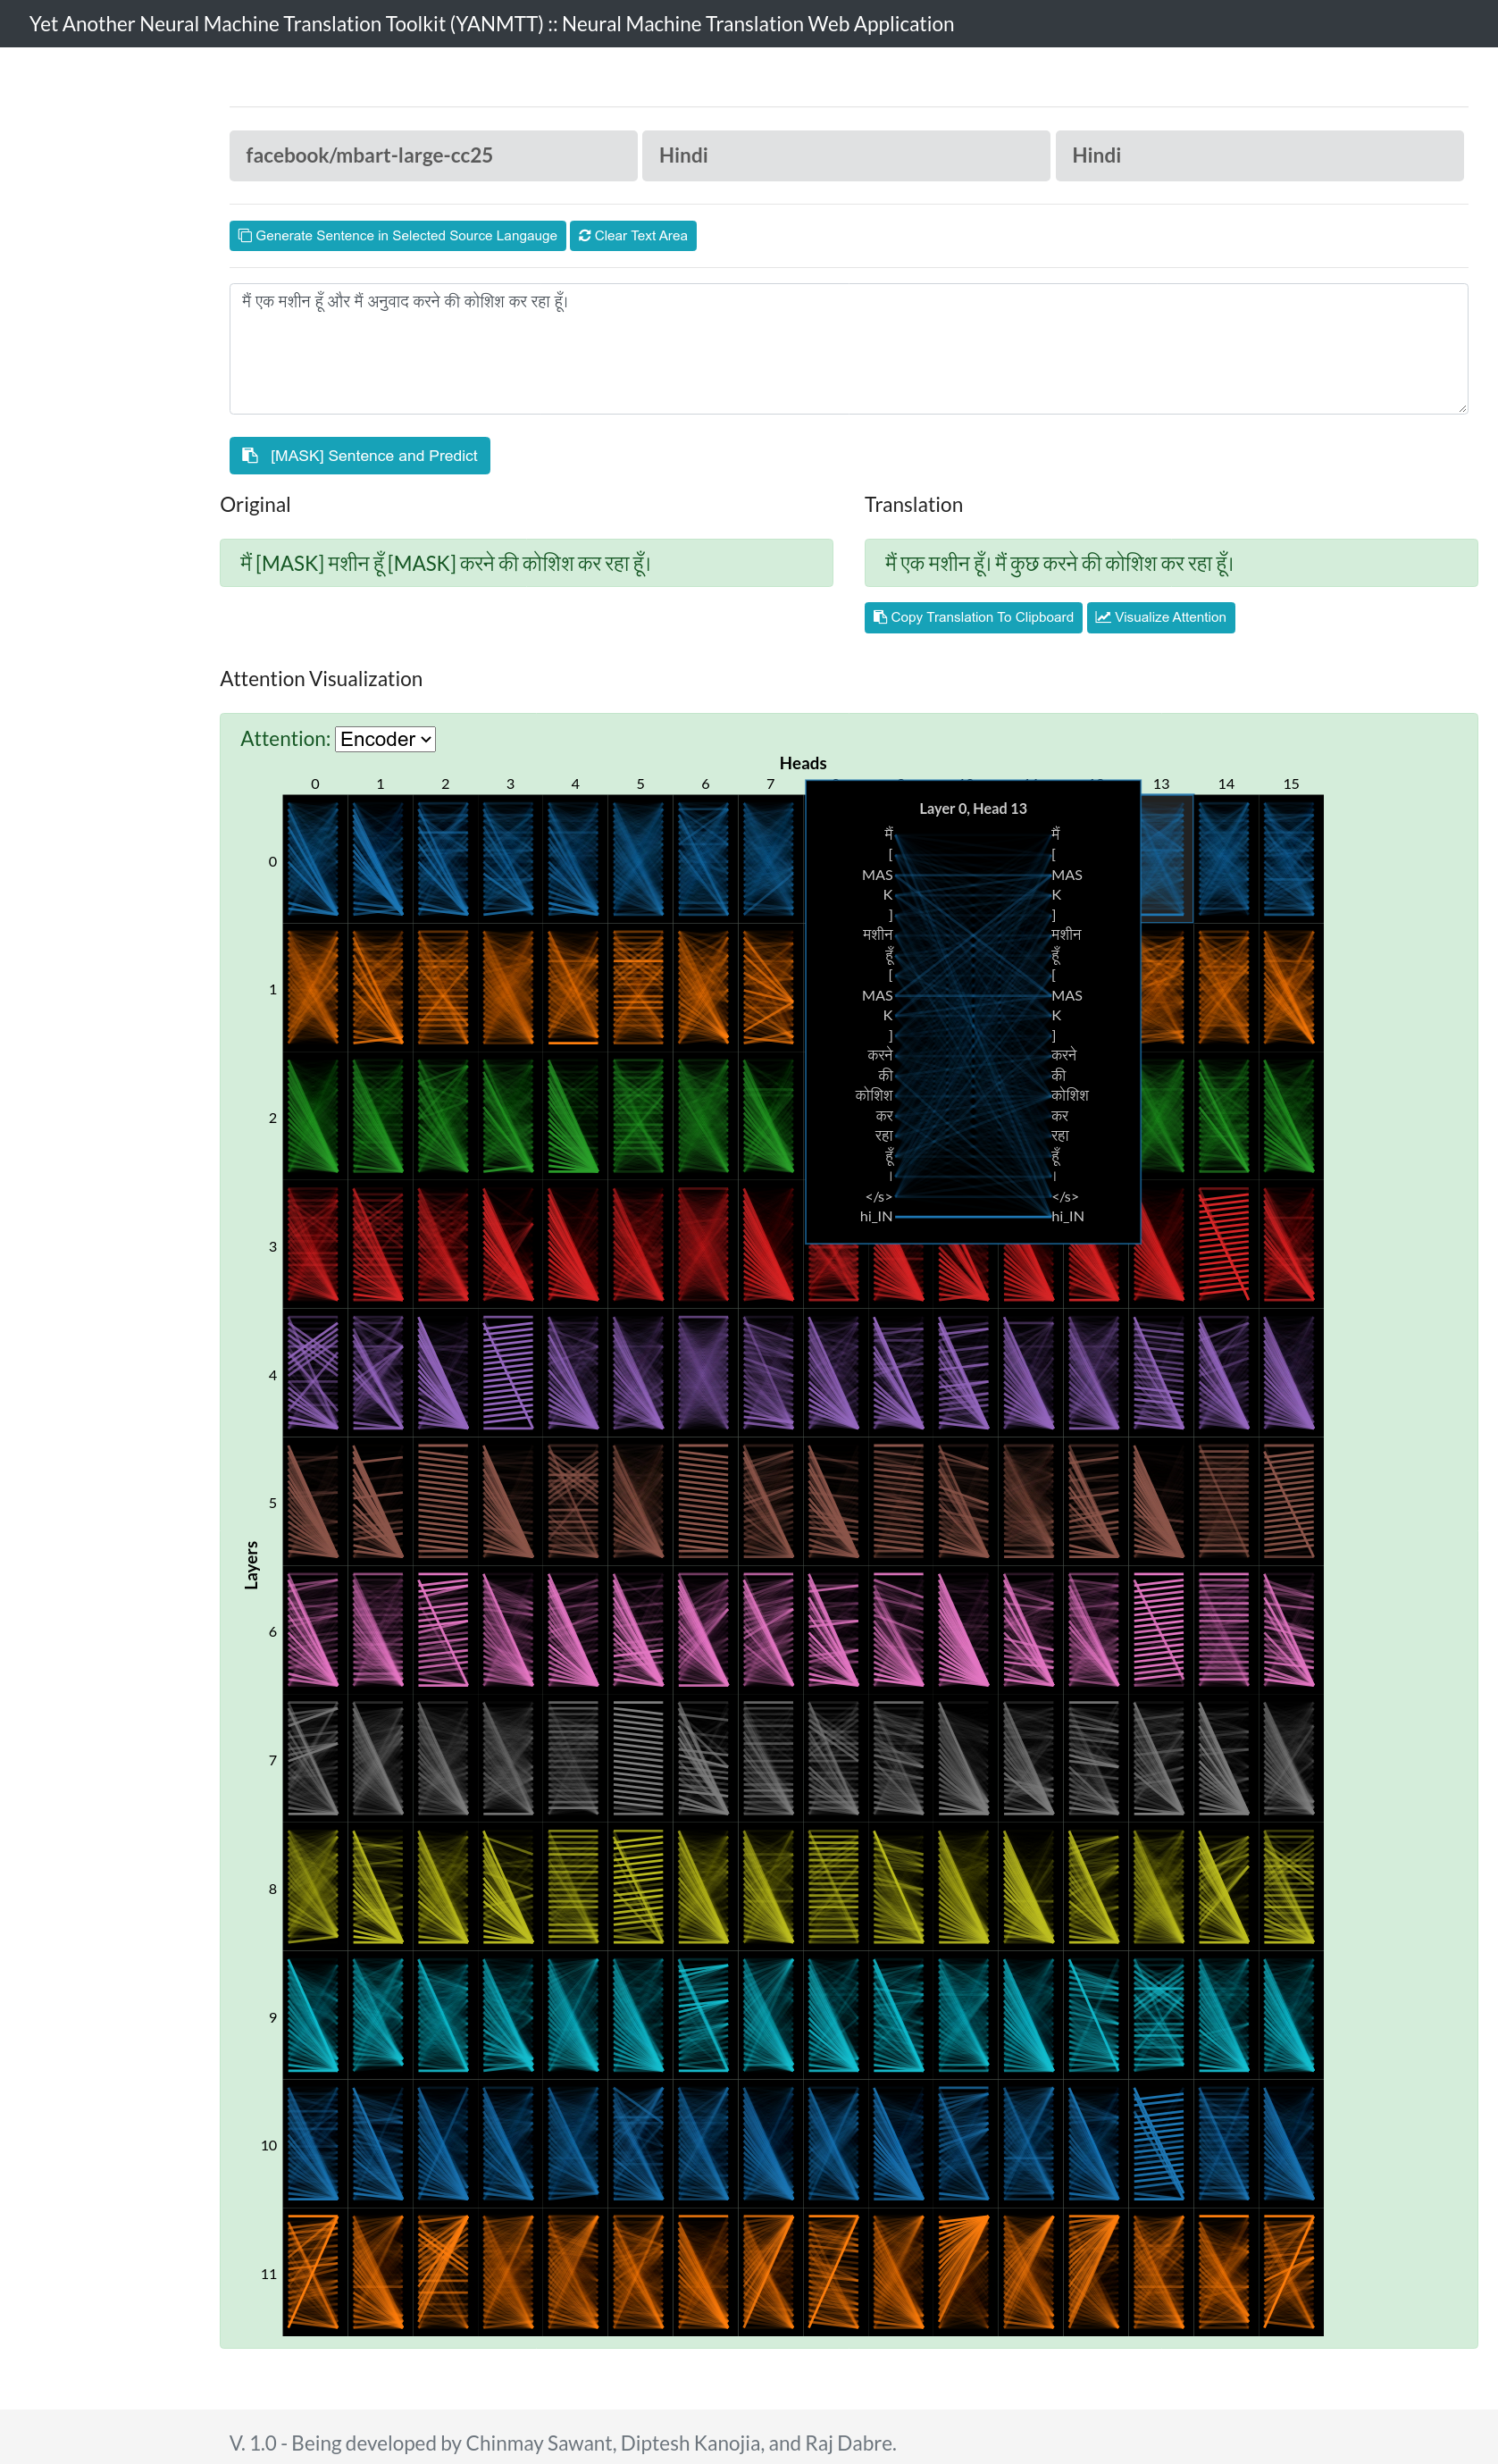 Yet Another Neural Machine Translation Toolkit (YANMTT) :: Neural Machine Translation Web Application
facebook/mbart-large-cc25 Hindi Hindi
Generate Sentence in Selected Source Langauge Clear Text Area
मैं एक मशीन हूँ और मैं अनुवाद करने की कोशिश कर रहा हूँ।
[MASK] Sentence and Predict
Original Translation
मैं [MASK] मशीन हूँ [MASK] करने की कोशिश कर रहा हूँ। मैं एक मशीन हूँ। मैं कुछ करने की कोशिश कर रहा हूँ।
Copy Translation To Clipboard Visualize Attention
Attention Visualization
Attention: Encoder
Heads
0 1 2 3 4 5 6 7 13 14 15
Layer 0, Head 13
मैं मैं
[ [
MAS MAS
K K
] ]
मशीन मशीन
हूँ हूँ
[ [
MAS MAS
K K
] ]
करने करने
की की
कोशिश कोशिश
कर कर
रहा रहा
हूँ हूँ
। ।
</s> </s>
hi_IN hi_IN
Layers
0
1
2
3
4
5
6
7
8
9
10
11
V. 1.0 - Being developed by Chinmay Sawant, Diptesh Kanojia, and Raj Dabre.